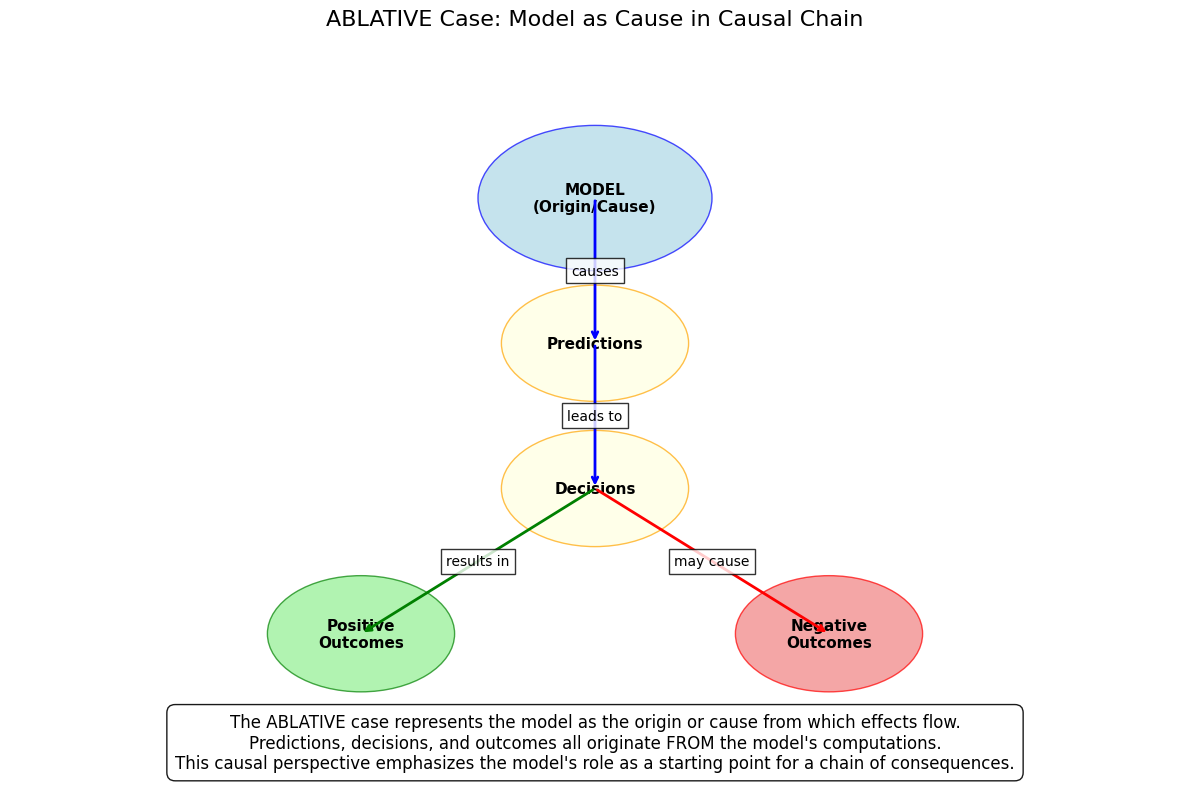 ABLATIVE Case: Model as Cause in Causal Chain
MODEL
(Origin/Cause)
causes
Predictions
leads to
Decisions
results in
may cause
Positive
Outcomes
Negative
Outcomes
The ABLATIVE case represents the model as the origin or cause from which effects flow.
Predictions, decisions, and outcomes all originate FROM the model's computations.
This causal perspective emphasizes the model's role as a starting point for a chain of consequences.